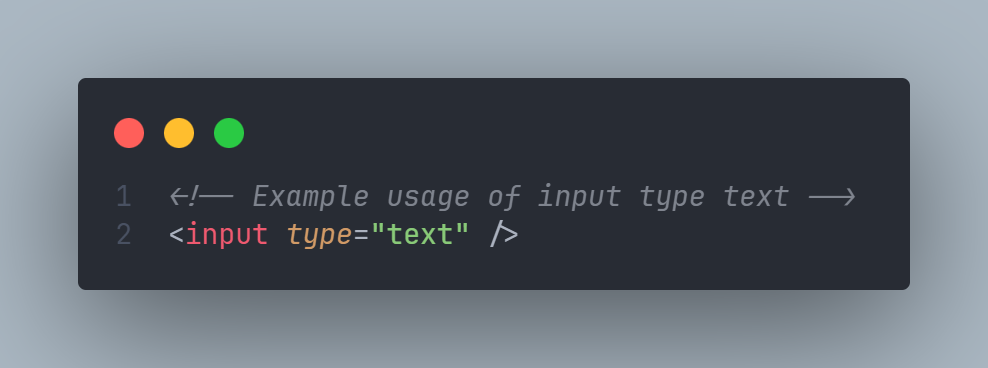 1 <!-- Example usage of input type text -->
2 <input type="text" />